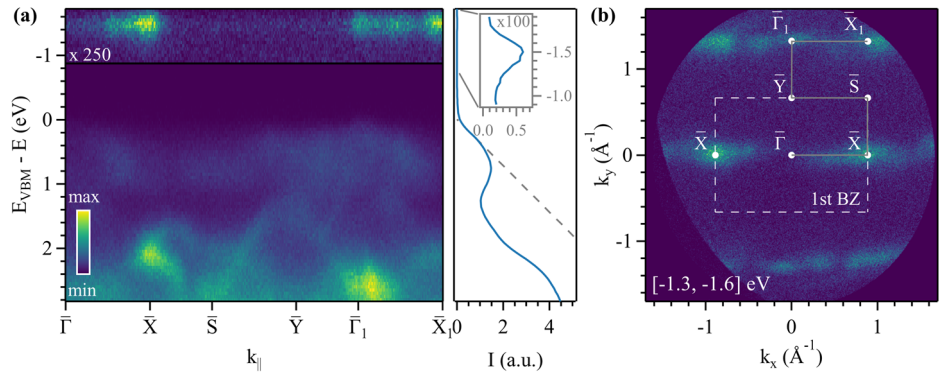 (a)
x 250
-1
0
1
2
E_VBM - E (eV)
max
min
Γ̄ X̄ S̄ Ȳ Γ̄₁ X̄₁
k_∥
x100
-1.5
-1.0
0.0 0.5
0 2 4
I (a.u.)
(b)
Γ̄₁ X̄₁
Ȳ S̄
X̄ Γ̄ X̄
1st BZ
[-1.3, -1.6] eV
1
0
-1
k_y (Å⁻¹)
-1 0 1
k_x (Å⁻¹)